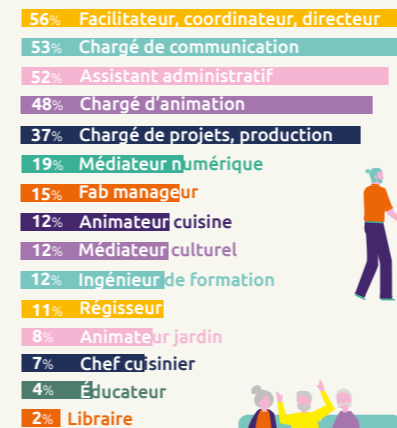 56% Facilitateur, coordinateur, directeur
53% Chargé de communication
52% Assistant administratif
48% Chargé d'animation
37% Chargé de projets, production
19% Médiateur numérique
15% Fab manageur
12% Animateur cuisine
12% Médiateur culturel
12% Ingénieur de formation
11% Régisseur
8% Animateur jardin
7% Chef cuisinier
4% Éducateur
2% Libraire